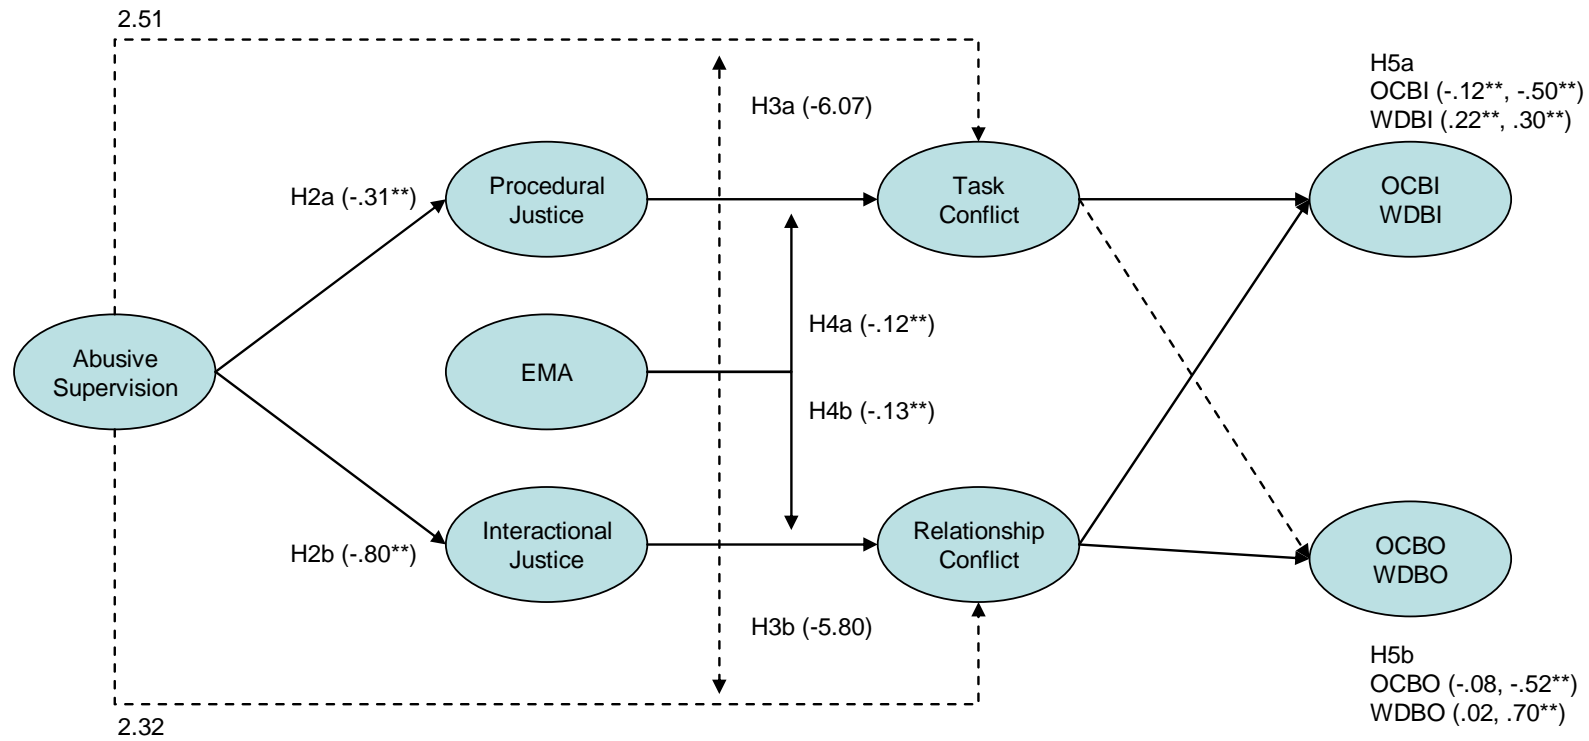 2.51
H5a
OCBI (-.12**, -.50**)
WDBI (.22**, .30**)
H3a (-6.07)
Procedural
Justice
Task
Conflict
OCBI
WDBI
H2a (-.31**)
H4a (-.12**)
Abusive
Supervision
EMA
H4b (-.13**)
Interactional
Justice
Relationship
Conflict
OCBO
WDBO
H2b (-.80**)
H3b (-5.80)
H5b
OCBO (-.08, -.52**)
WDBO (.02, .70**)
2.32